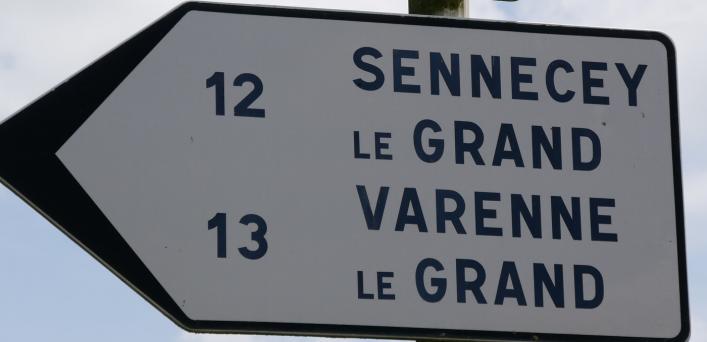 12 SENNECEY
LE GRAND
13 VARENNE
LE GRAND